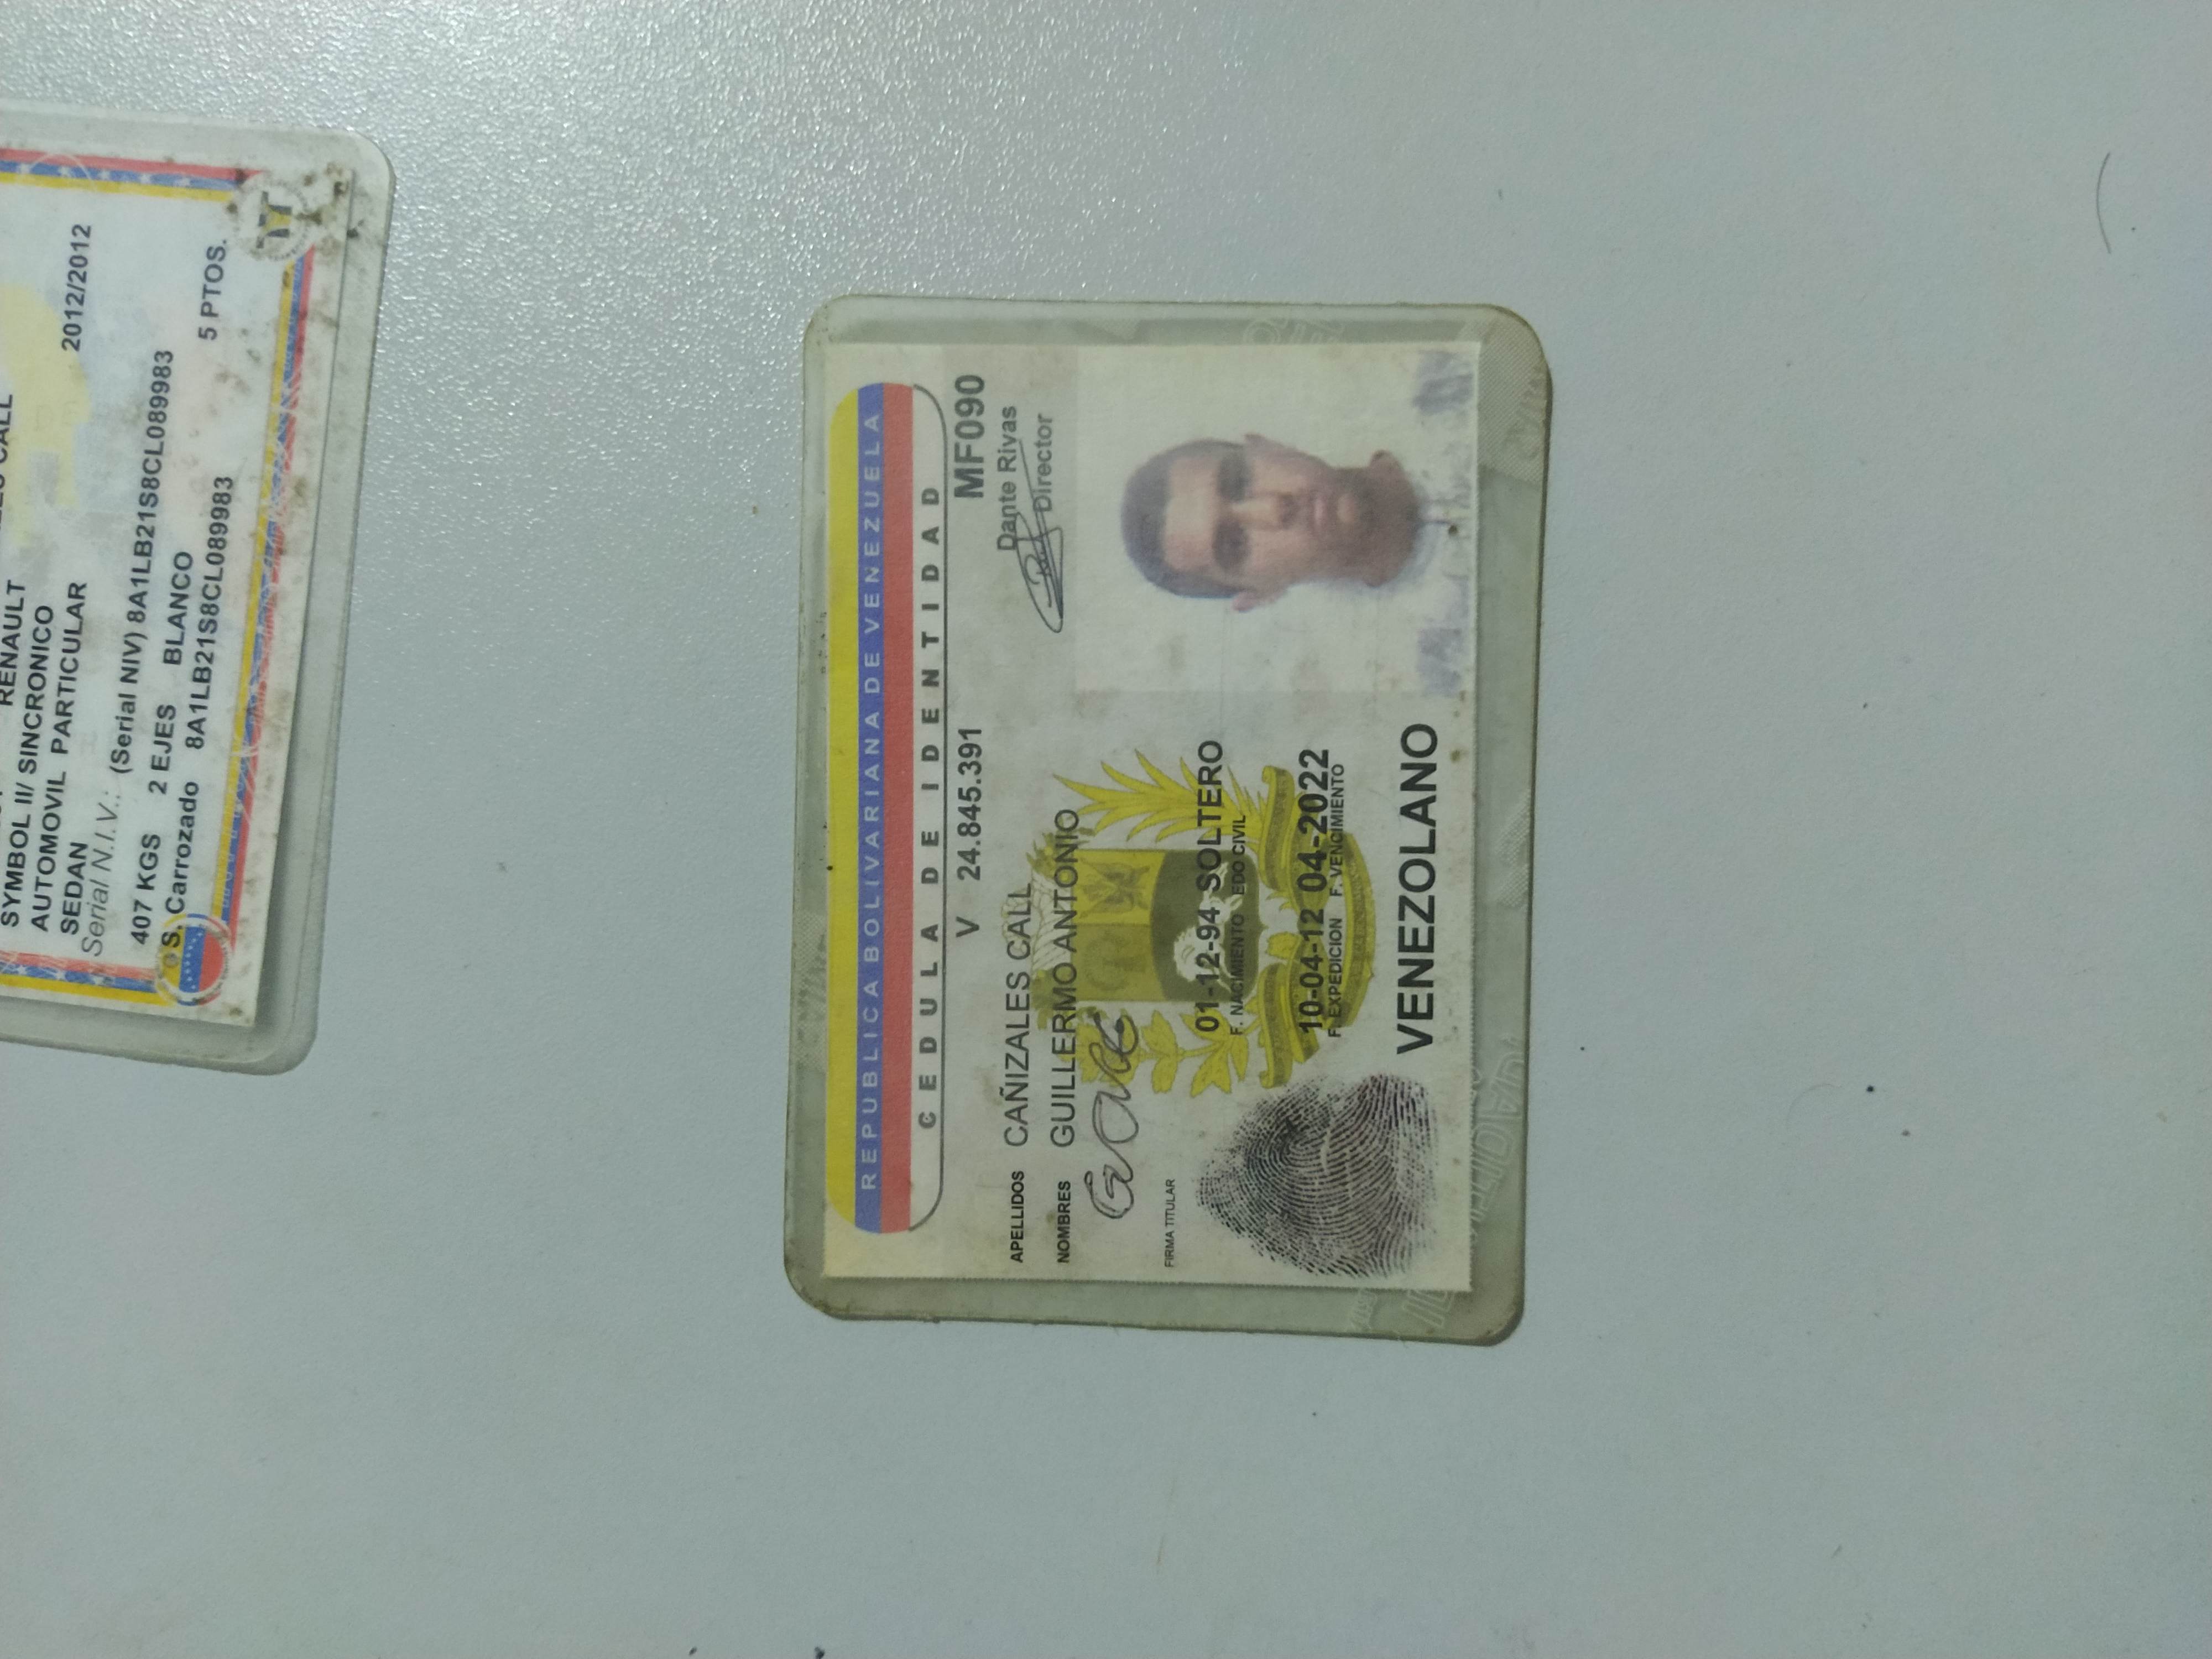 CALL
RENAULT
SYMBOL II/ SINCRONICO
AUTOMOVIL PARTICULAR 2012/2012
SEDAN
Serial N.I.V.: (Serial NIV) 8A1LB21S8CL089983
407 KGS 2 EJES BLANCO 5 PTOS.
S. Carrozado 8A1LB21S8CL089983
REPUBLICA BOLIVARIANA DE VENEZUELA
CEDULA DE IDENTIDAD
V 24.845.391 MF090
Dante Rivas
Director
APELLIDOS CAÑIZALES CALL
NOMBRES GUILLERMO ANTONIO
FIRMA TITULAR
01-12-94 SOLTERO
F. NACIMIENTO EDO CIVIL
10-04-12 04-2022
F. EXPEDICION F. VENCIMIENTO
VENEZOLANO